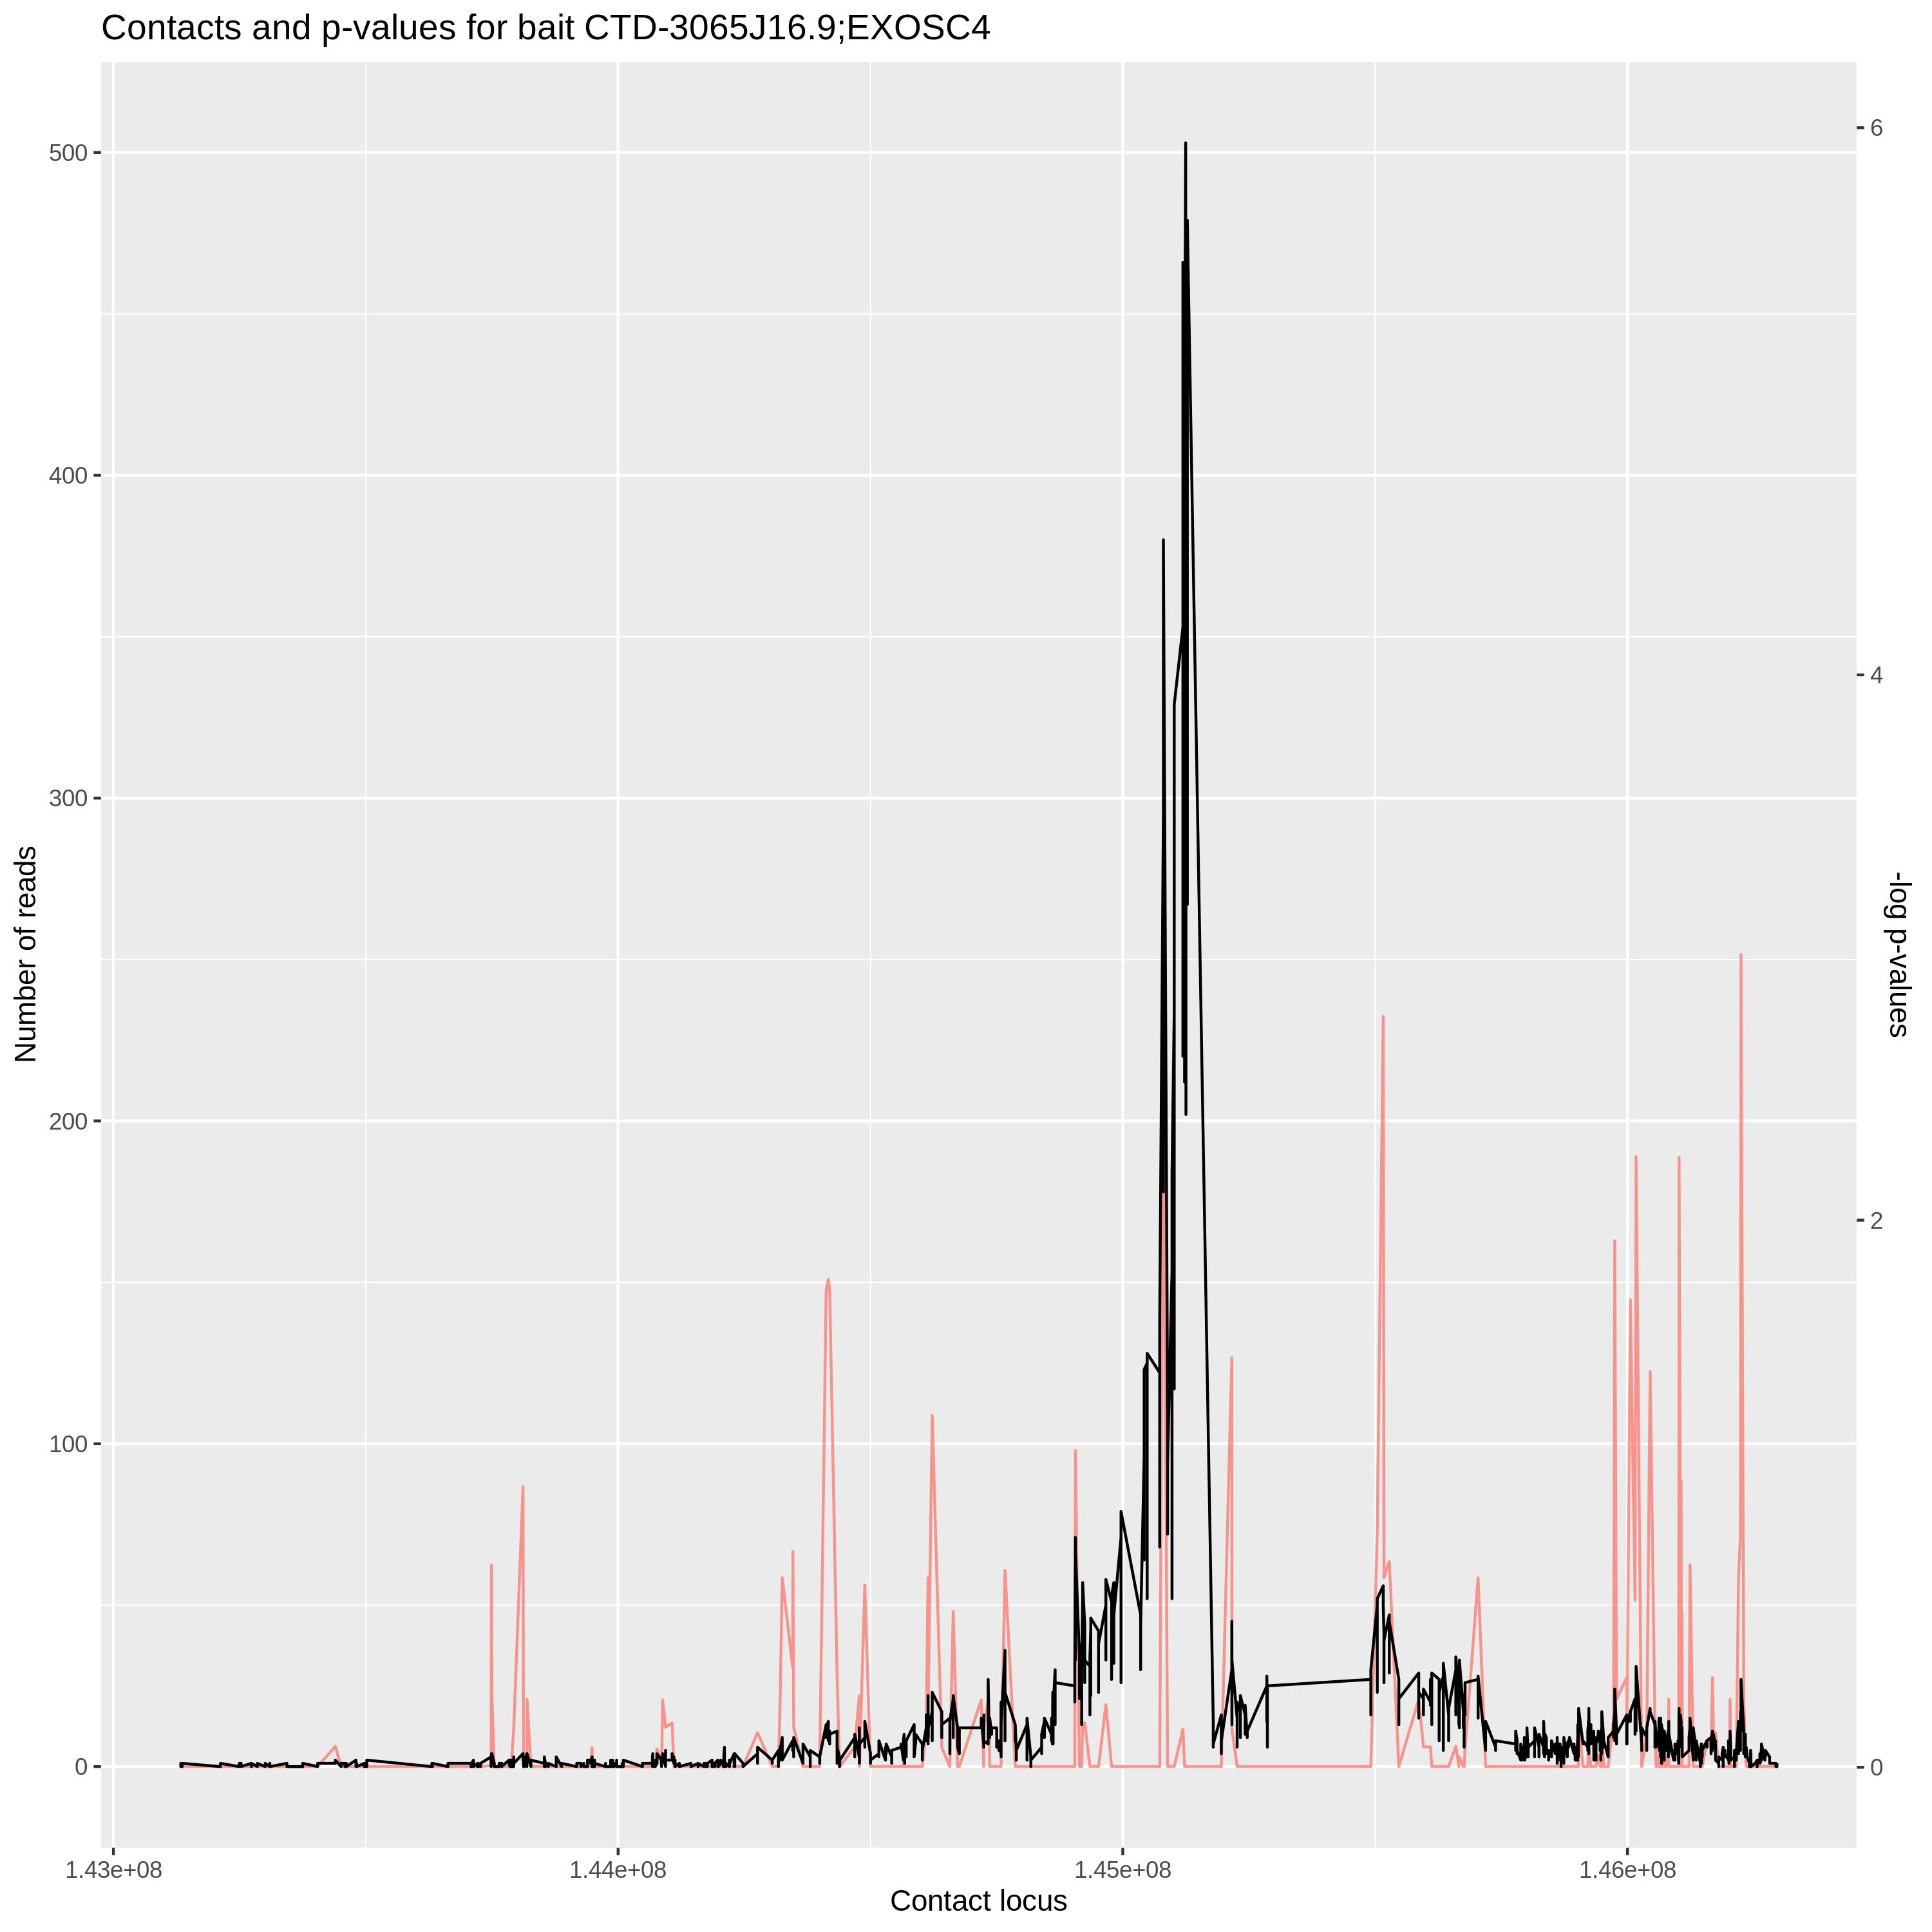 Contacts and p-values for bait CTD-3065J16.9;EXOSC4
500
400
300
200
100
0
6
4
2
0
Number of reads
-log p-values
1.43e+08 1.44e+08 1.45e+08 1.46e+08
Contact locus